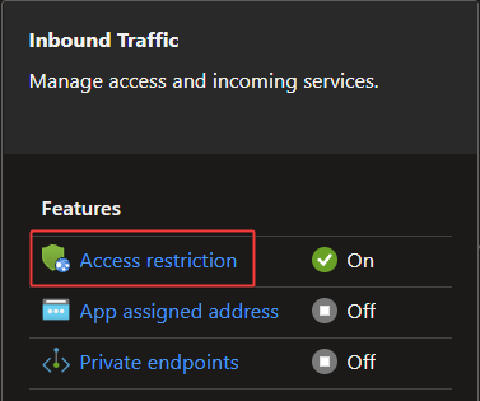 Inbound Traffic
Manage access and incoming services.
Features
Access restriction On
App assigned address Off
Private endpoints Off